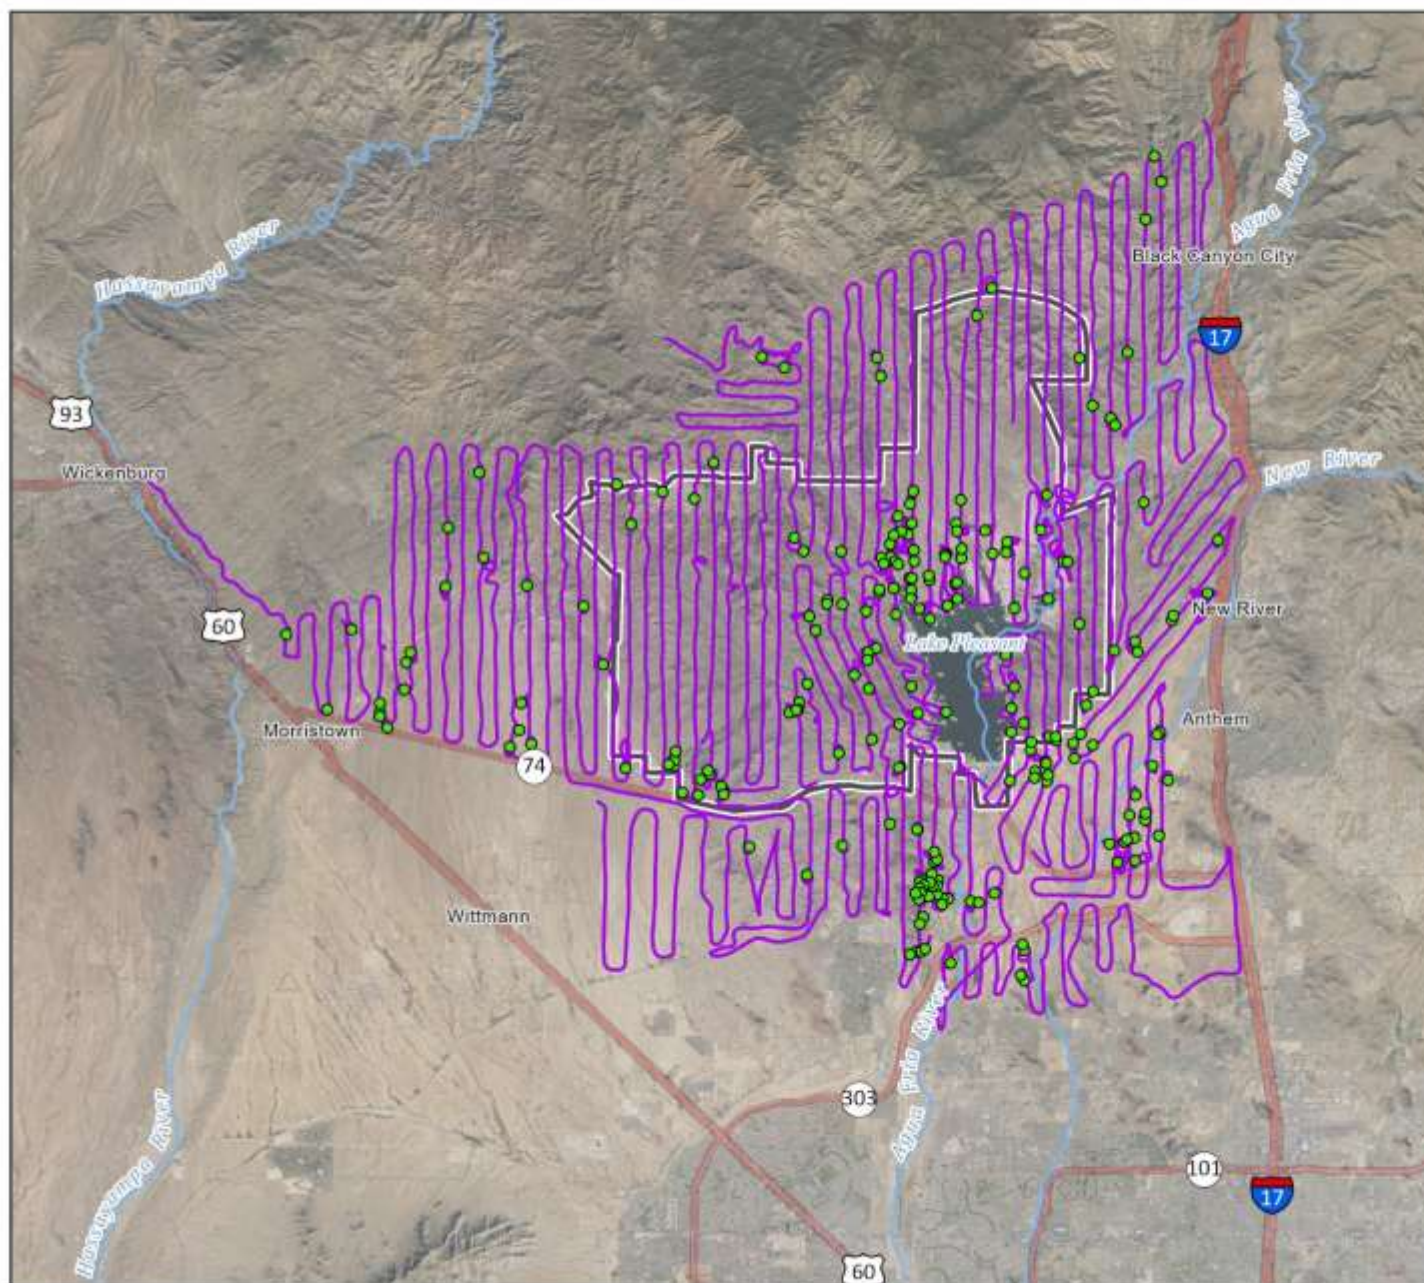 Agua Fria River
Hassayampa River
Black Canyon City
17
93
Wickenburg
New River
New River
60
Lake Pleasant
Anthem
Morristown
74
Wittmann
Agua Fria River
303
Hassayampa River
101
17
60